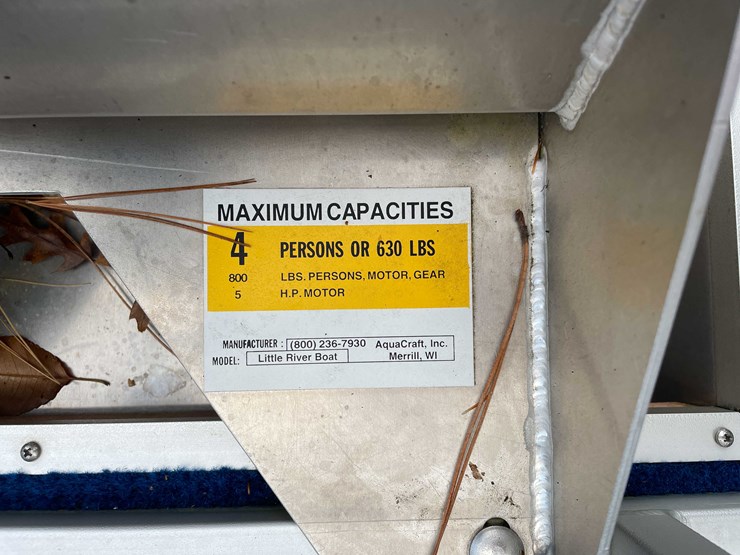 MAXIMUM CAPACITIES
4 PERSONS OR 630 LBS
800 LBS. PERSONS, MOTOR, GEAR
5 H.P. MOTOR
MANUFACTURER : (800) 236-7930 AquaCraft, Inc.
MODEL: Little River Boat Merrill, WI